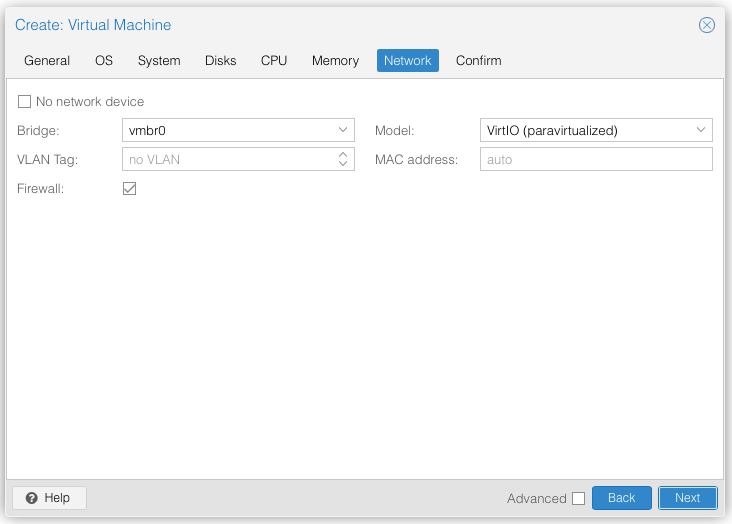 Create: Virtual Machine
General OS System Disks CPU Memory Network Confirm
No network device
Bridge: vmbr0 Model: VirtIO (paravirtualized)
VLAN Tag: no VLAN MAC address: auto
Firewall:
Help Advanced Back Next